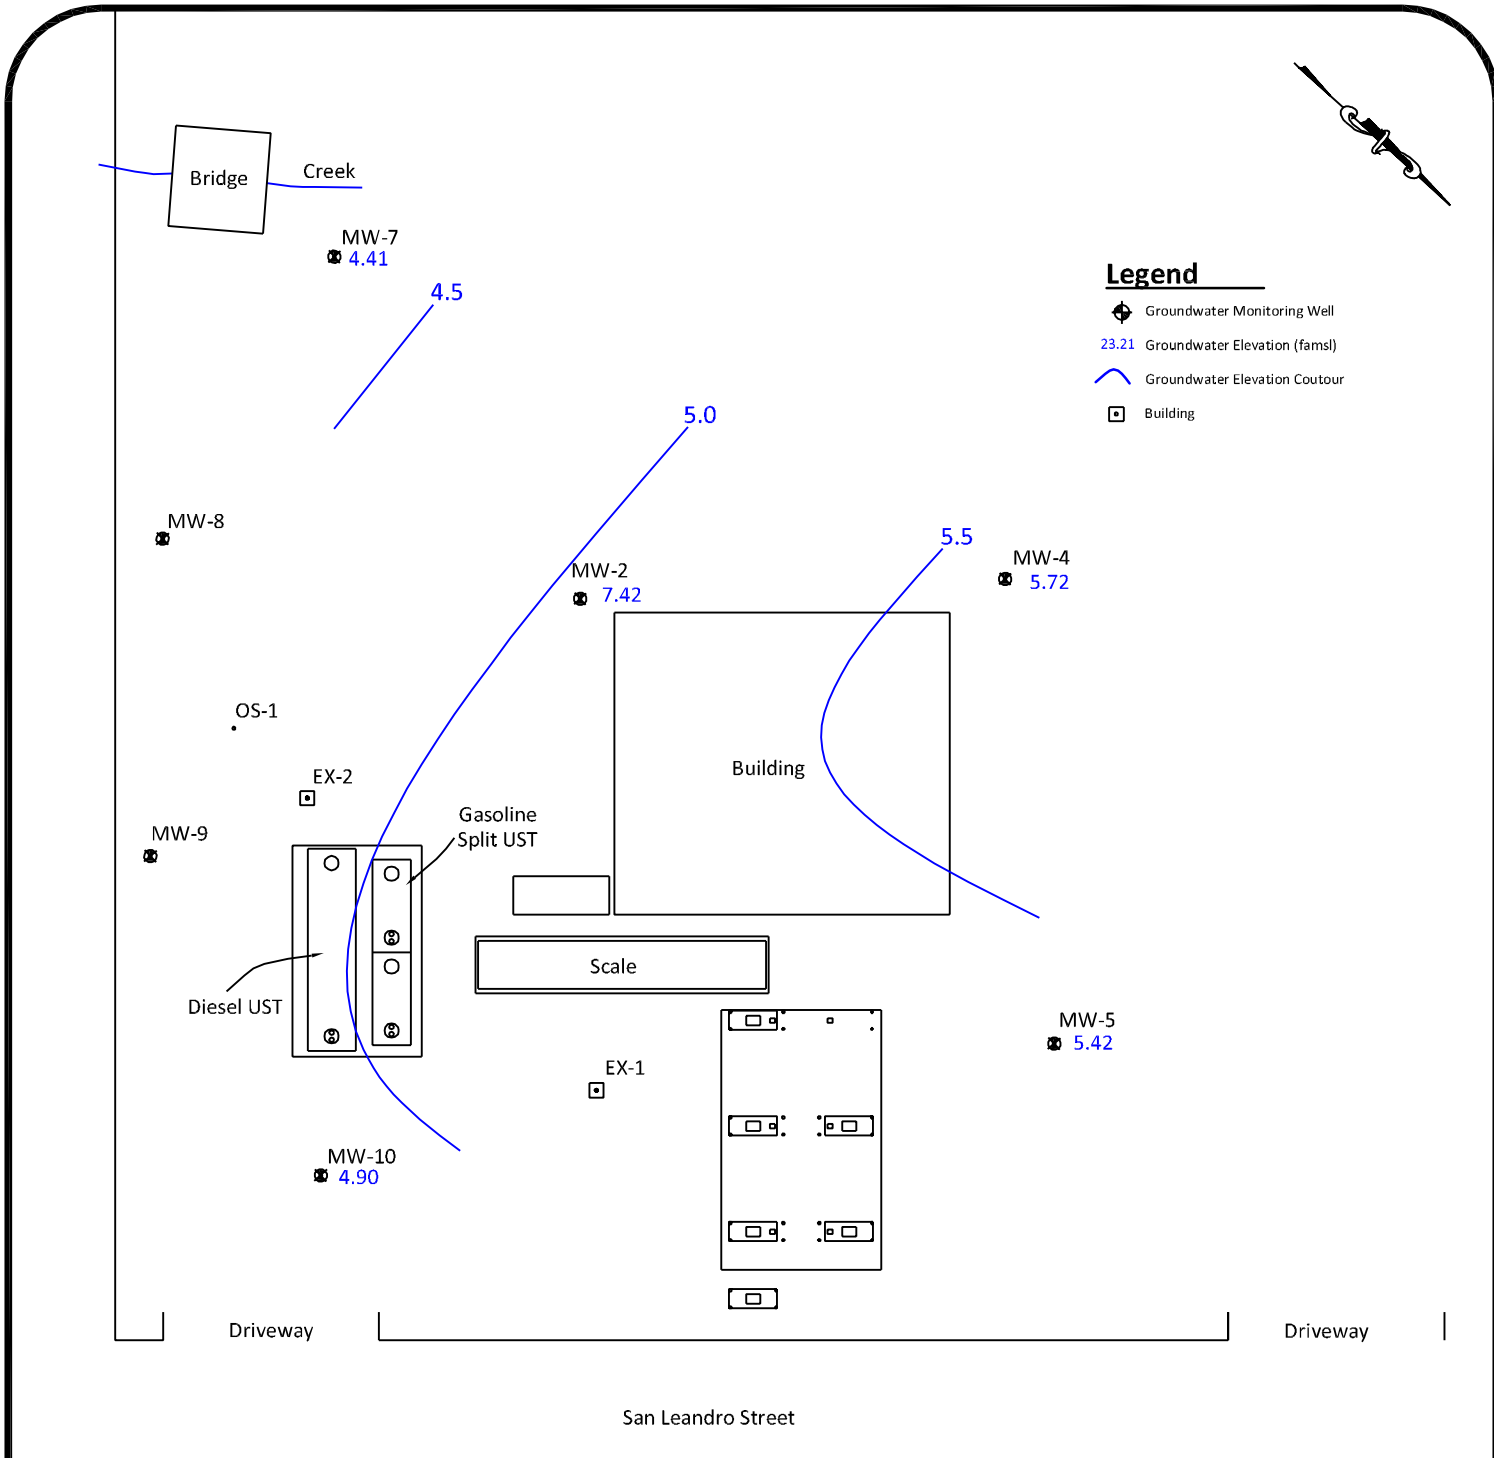 Bridge
Creek
MW-7
4.41
4.5
Legend
Groundwater Monitoring Well
23.21 Groundwater Elevation (famsl)
Groundwater Elevation Coutour
Building
5.0
MW-8
5.5
MW-4
5.72
MW-2
7.42
OS-1
Building
EX-2
Gasoline
Split UST
MW-9
Scale
Diesel UST
MW-5
5.42
EX-1
MW-10
4.90
Driveway
Driveway
San Leandro Street